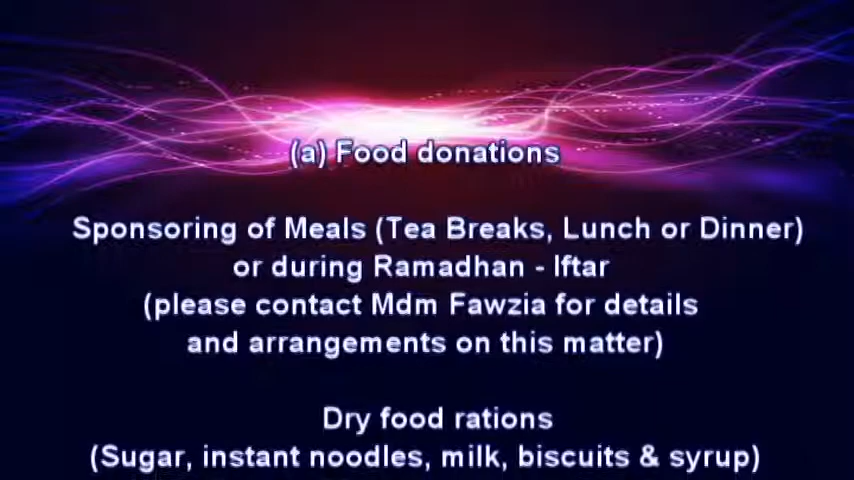 (a) Food donations
Sponsoring of Meals (Tea Breaks, Lunch or Dinner)
or during Ramadhan - Iftar
(please contact Mdm Fawzia for details
and arrangements on this matter)
Dry food rations
(Sugar, instant noodles, milk, biscuits & syrup)